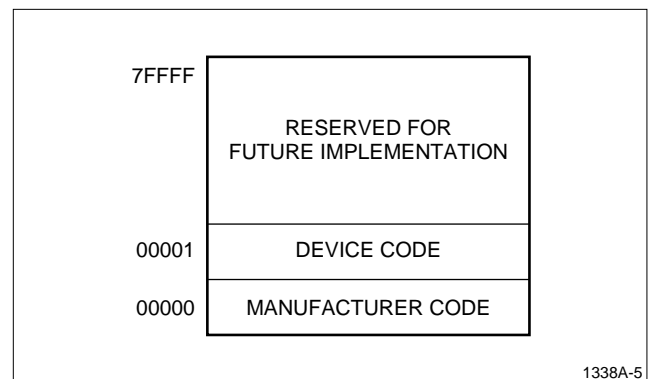 7FFFF
RESERVED FOR
FUTURE IMPLEMENTATION
00001
DEVICE CODE
00000
MANUFACTURER CODE
1338A-5